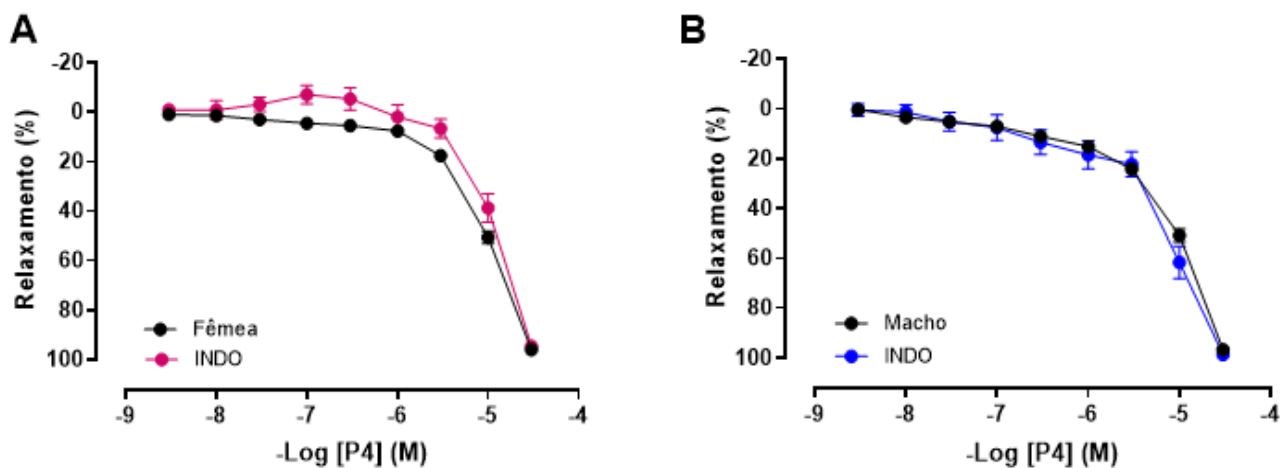 A
-20
0
20
40
60
80
100
Relaxamento (%)
Fêmea
INDO
-9 -8 -7 -6 -5 -4
-Log [P4] (M)
B
-20
0
20
40
60
80
100
Relaxamento (%)
Macho
INDO
-9 -8 -7 -6 -5 -4
-Log [P4] (M)